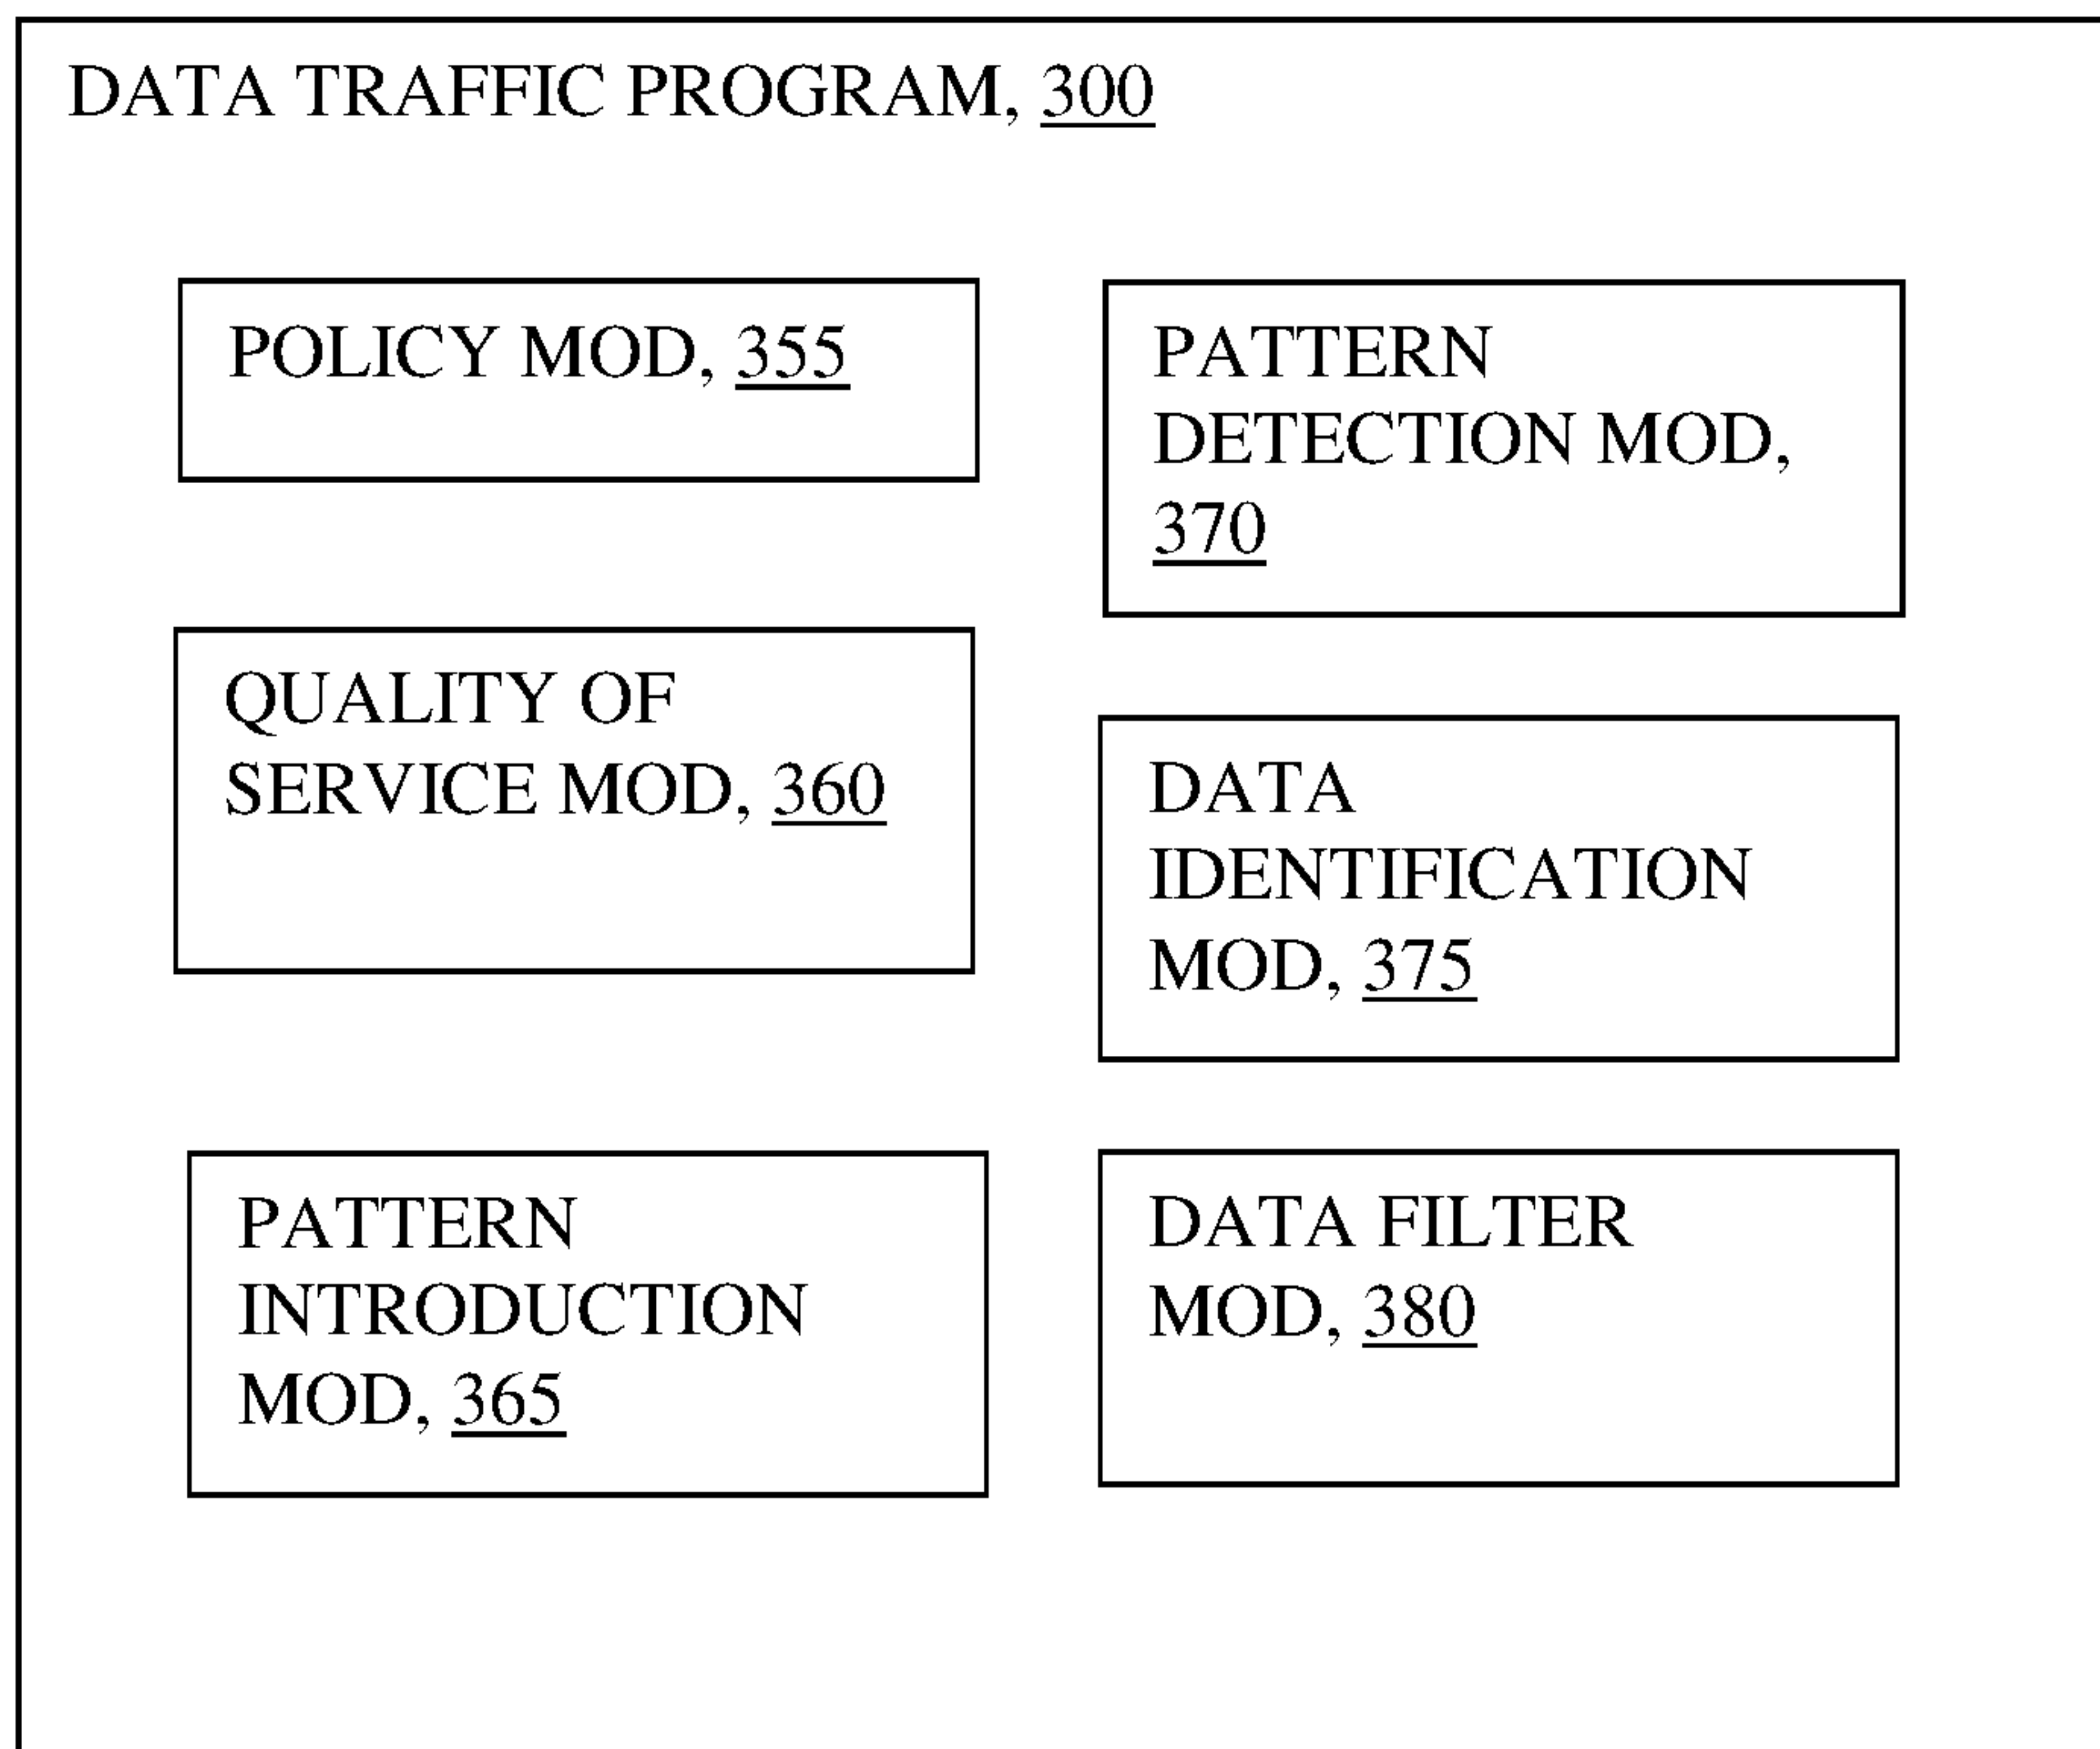 DATA TRAFFIC PROGRAM, 300
POLICY MOD, 355
QUALITY OF
SERVICE MOD, 360
PATTERN
INTRODUCTION
MOD, 365
PATTERN
DETECTION MOD,
370
DATA
IDENTIFICATION
MOD, 375
DATA FILTER
MOD, 380